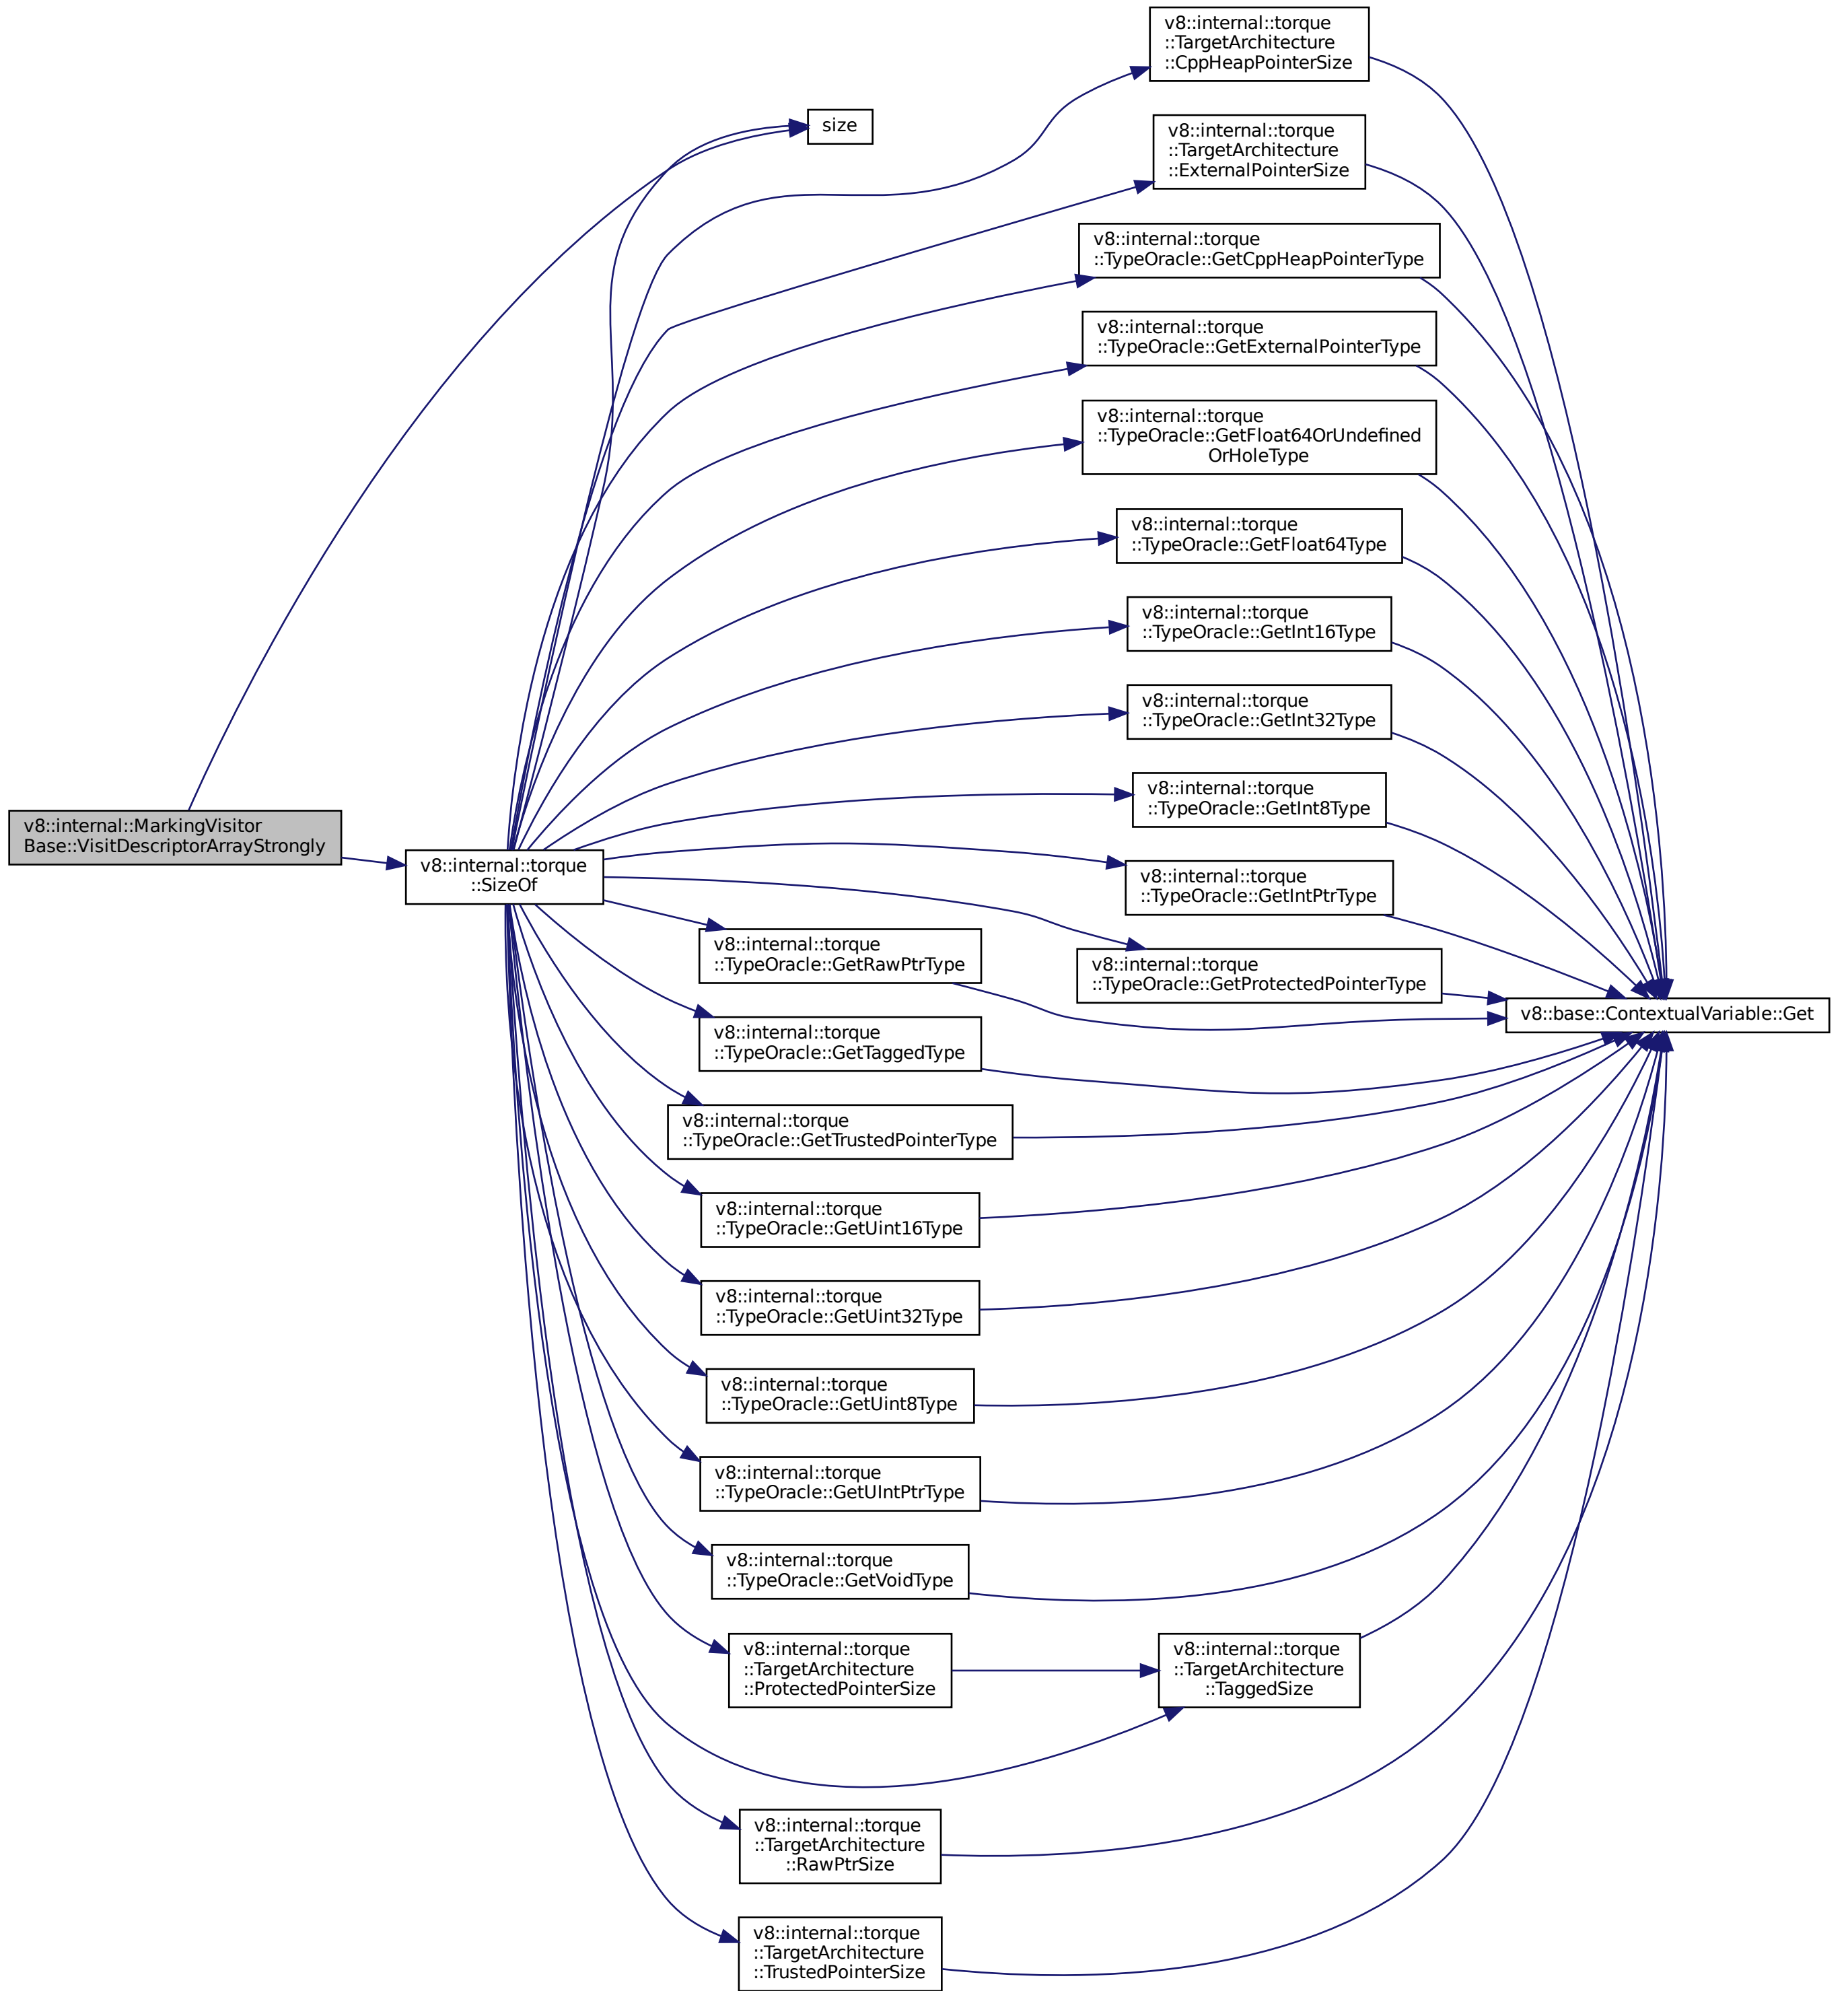 v8::internal::torque
::TargetArchitecture
::CppHeapPointerSize
size
v8::internal::torque
::TargetArchitecture
::ExternalPointerSize
v8::internal::torque
::TypeOracle::GetCppHeapPointerType
v8::internal::torque
::TypeOracle::GetExternalPointerType
v8::internal::torque
::TypeOracle::GetFloat64OrUndefined
OrHoleType
v8::internal::torque
::TypeOracle::GetFloat64Type
v8::internal::torque
::TypeOracle::GetInt16Type
v8::internal::torque
::TypeOracle::GetInt32Type
v8::internal::torque
::TypeOracle::GetInt8Type
v8::internal::MarkingVisitor
Base::VisitDescriptorArrayStrongly
v8::internal::torque
::SizeOf
v8::internal::torque
::TypeOracle::GetIntPtrType
v8::internal::torque
::TypeOracle::GetRawPtrType
v8::internal::torque
::TypeOracle::GetProtectedPointerType
v8::base::ContextualVariable::Get
v8::internal::torque
::TypeOracle::GetTaggedType
v8::internal::torque
::TypeOracle::GetTrustedPointerType
v8::internal::torque
::TypeOracle::GetUint16Type
v8::internal::torque
::TypeOracle::GetUint32Type
v8::internal::torque
::TypeOracle::GetUint8Type
v8::internal::torque
::TypeOracle::GetUIntPtrType
v8::internal::torque
::TypeOracle::GetVoidType
v8::internal::torque
::TargetArchitecture
::ProtectedPointerSize
v8::internal::torque
::TargetArchitecture
::TaggedSize
v8::internal::torque
::TargetArchitecture
::RawPtrSize
v8::internal::torque
::TargetArchitecture
::TrustedPointerSize